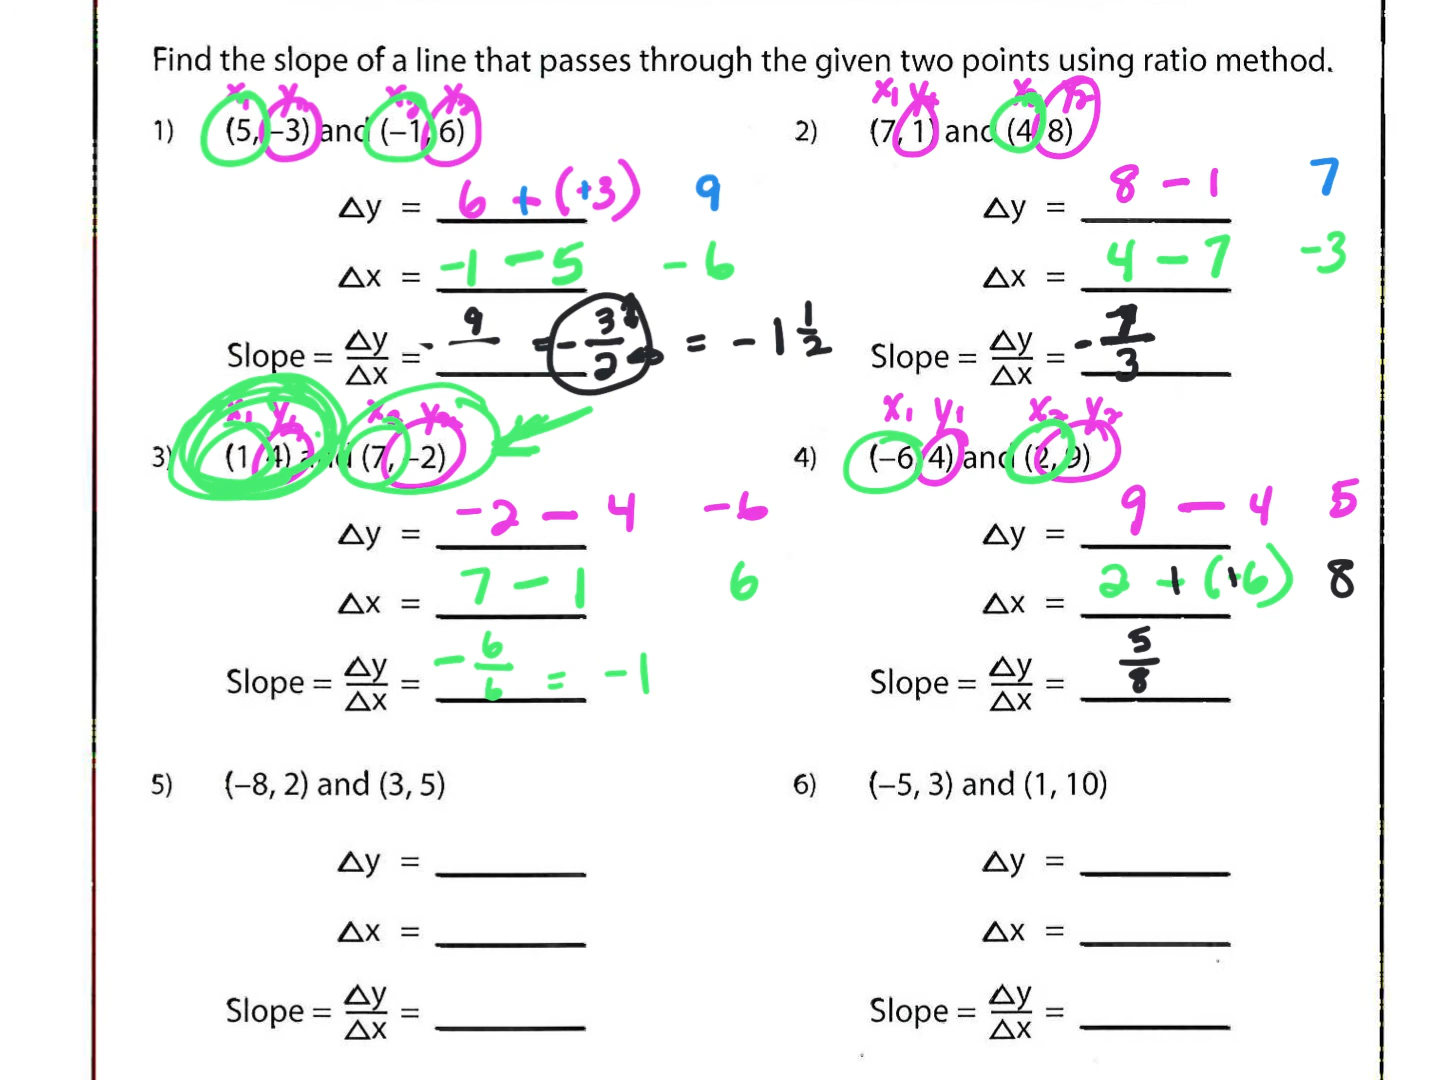 Find the slope of a line that passes through the given two points using ratio method.
x₁ y₁ x₂ y₂
1) (5, –3) and (–1, 6)
Δy = 6 + (+3) 9
Δx = -1 - 5 - 6
Slope = Δy/Δx = - 9/ = - 3/2 = - 1 1/2
x₁ y₁ x₂ y₂
2) (7, 1) and (4, 8)
Δy = 8 - 1 7
Δx = 4 - 7 -3
Slope = Δy/Δx = - 7/3
x₁ y₁ x₂ y₂
3) (1, 4) and (7, –2)
Δy = -2 - 4 -6
Δx = 7 - 1 6
Slope = Δy/Δx = - 6/6 = -1
x₁ y₁ x₂ y₂
4) (–6, 4) and (2, 9)
Δy = 9 - 4 5
Δx = 2 + (+6) 8
Slope = Δy/Δx = 5/8
5) (–8, 2) and (3, 5)
Δy =
Δx =
Slope = Δy/Δx =
6) (–5, 3) and (1, 10)
Δy =
Δx =
Slope = Δy/Δx =